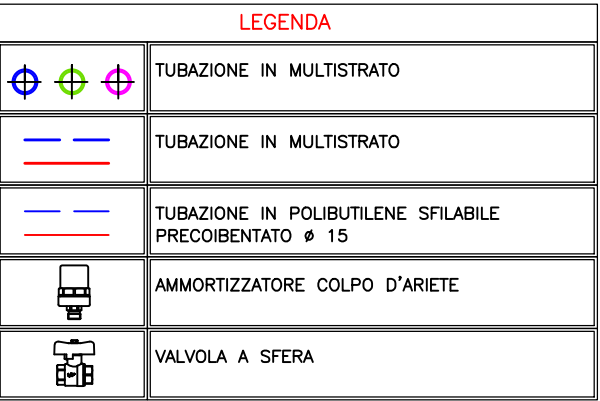 LEGENDA
TUBAZIONE IN MULTISTRATO
TUBAZIONE IN MULTISTRATO
TUBAZIONE IN POLIBUTILENE SFILABILE
PRECOIBENTATO ø 15
AMMORTIZZATORE COLPO D'ARIETE
VALVOLA A SFERA